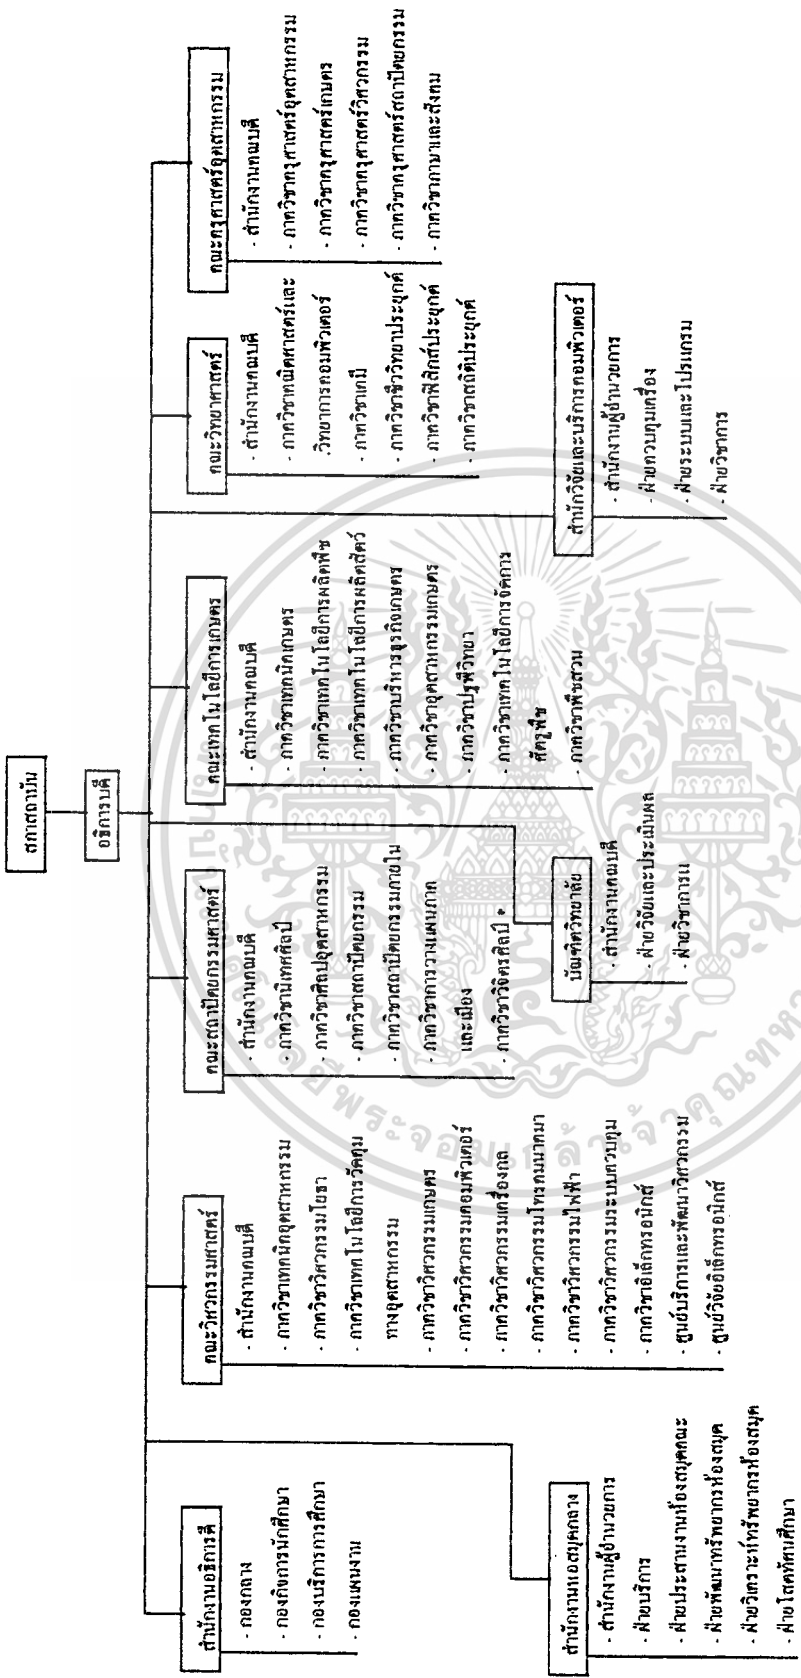 สภาสถาบัน
อธิการบดี
สำนักงานอธิการบดี
- กองกลาง
- กองกิจการนักศึกษา
- กองบริการการศึกษา
- กองแผนงาน
สำนักงานหอสมุดกลาง
- สำนักงานผู้อำนวยการ
- ฝ่ายบริการ
- ฝ่ายประสานงานห้องสมุดคณะ
- ฝ่ายพัฒนาทรัพยากรห้องสมุด
- ฝ่ายวิเคราะห์ทรัพยากรห้องสมุด
- ฝ่ายโสตทัศนศึกษา
คณะวิศวกรรมศาสตร์
- สำนักงานคณบดี
- ภาควิชาเทคนิคอุตสาหกรรม
- ภาควิชาวิศวกรรมโยธา
- ภาควิชาเทคโนโลยีการวัดคุม
ทางอุตสาหกรรม
- ภาควิชาวิศวกรรมเกษตร
- ภาควิชาวิศวกรรมคอมพิวเตอร์
- ภาควิชาวิศวกรรมเครื่องกล
- ภาควิชาวิศวกรรมโทรคมนาคม
- ภาควิชาวิศวกรรมไฟฟ้า
- ภาควิชาวิศวกรรมระบบควบคุม
- ภาควิชาอิเล็กทรอนิกส์
- ศูนย์บริการและพัฒนาวิศวกรรม
- ศูนย์วิจัยอิเล็กทรอนิกส์
คณะสถาปัตยกรรมศาสตร์
- สำนักงานคณบดี
- ภาควิชานิเทศศิลป์
- ภาควิชาศิลปอุตสาหกรรม
- ภาควิชาสถาปัตยกรรม
- ภาควิชาสถาปัตยกรรมภายใน
- ภาควิชาการวางแผนภาค
และเมือง
- ภาควิชาวิจิตรศิลป์ *
บัณฑิตวิทยาลัย
- สำนักงานคณบดี
- ฝ่ายวิจัยและประเมินผล
- ฝ่ายวิชาการ
คณะเทคโนโลยีการเกษตร
- สำนักงานคณบดี
- ภาควิชาเทคนิคเกษตร
- ภาควิชาเทคโนโลยีการผลิตพืช
- ภาควิชาเทคโนโลยีการผลิตสัตว์
- ภาควิชาบริหารธุรกิจเกษตร
- ภาควิชาอุตสาหกรรมเกษตร
- ภาควิชาปฐพีวิทยา
- ภาควิชาเทคโนโลยีการจัดการ
ศัตรูพืช
- ภาควิชาพืชสวน
คณะวิทยาศาสตร์
- สำนักงานคณบดี
- ภาควิชาคณิตศาสตร์และ
วิทยาการคอมพิวเตอร์
- ภาควิชาเคมี
- ภาควิชาชีววิทยาประยุกต์
- ภาควิชาฟิสิกส์ประยุกต์
- ภาควิชาสถิติประยุกต์
สำนักวิจัยและบริการคอมพิวเตอร์
- สำนักงานผู้อำนวยการ
- ฝ่ายควบคุมเครื่อง
- ฝ่ายระบบและโปรแกรม
- ฝ่ายวิชาการ
คณะครุศาสตร์อุตสาหกรรม
- สำนักงานคณบดี
- ภาควิชาครุศาสตร์อุตสาหกรรม
- ภาควิชาครุศาสตร์เกษตร
- ภาควิชาครุศาสตร์วิศวกรรม
- ภาควิชาครุศาสตร์สถาปัตยกรรม
- ภาควิชาภาษาและสังคม